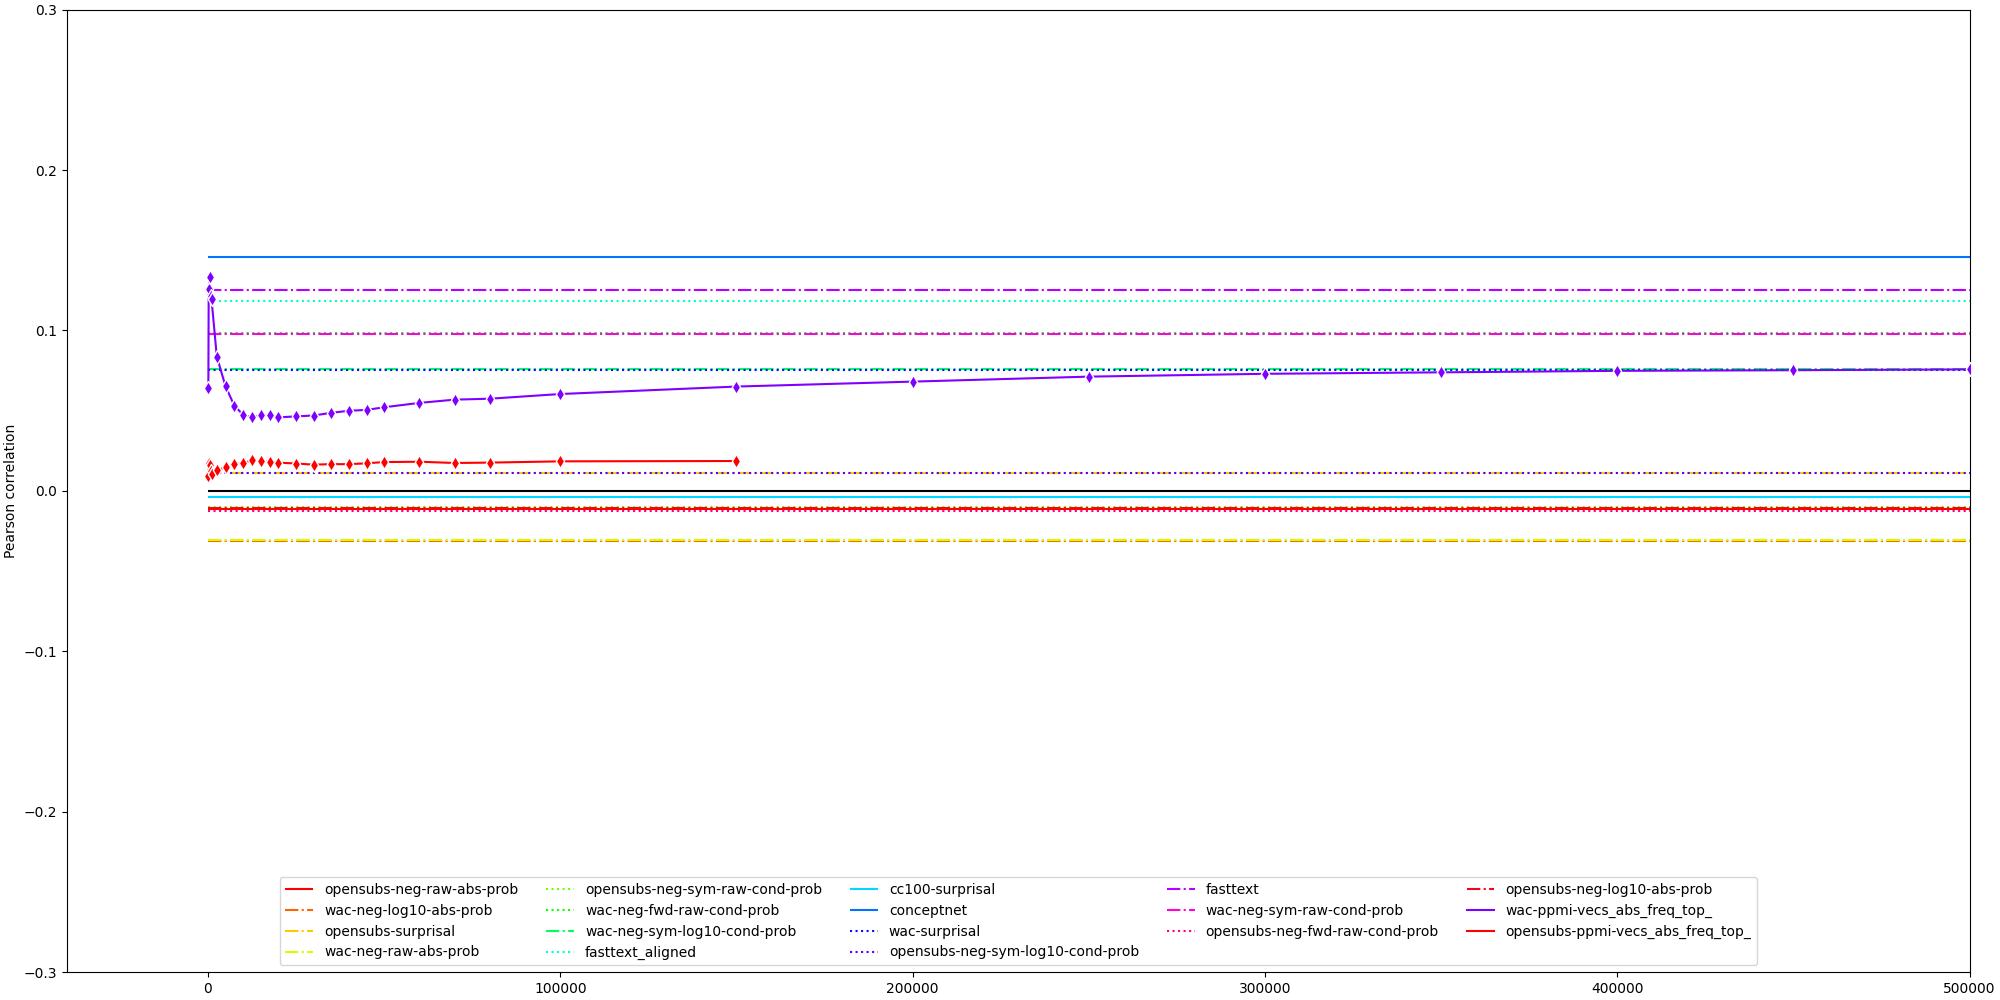 0.3
0.2
0.1
0.0
−0.1
−0.2
−0.3
Pearson correlation
opensubs-neg-raw-abs-prob
wac-neg-log10-abs-prob
opensubs-surprisal
wac-neg-raw-abs-prob
opensubs-neg-sym-raw-cond-prob
wac-neg-fwd-raw-cond-prob
wac-neg-sym-log10-cond-prob
fasttext_aligned
cc100-surprisal
conceptnet
wac-surprisal
opensubs-neg-sym-log10-cond-prob
fasttext
wac-neg-sym-raw-cond-prob
opensubs-neg-fwd-raw-cond-prob
opensubs-neg-log10-abs-prob
wac-ppmi-vecs_abs_freq_top_
opensubs-ppmi-vecs_abs_freq_top_
0 100000 200000 300000 400000 500000